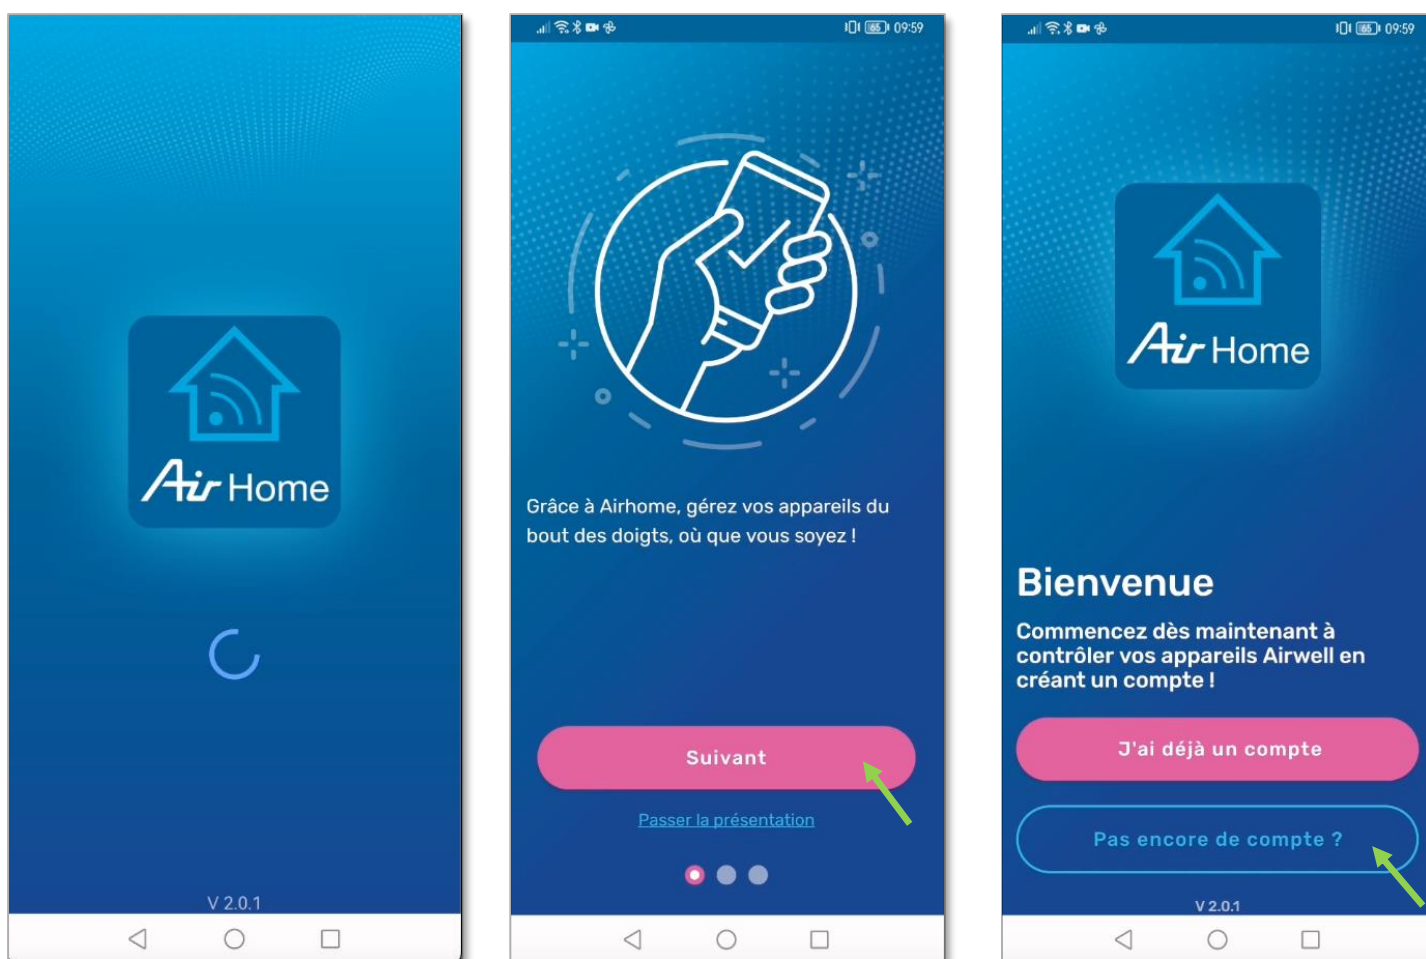 Air Home
V 2.0.1
65 09:59
Grâce à Airhome, gérez vos appareils du
bout des doigts, où que vous soyez !
Suivant
Passer la présentation
65 09:59
Air Home
Bienvenue
Commencez dès maintenant à
contrôler vos appareils Airwell en
créant un compte !
J'ai déjà un compte
Pas encore de compte ?
V 2.0.1